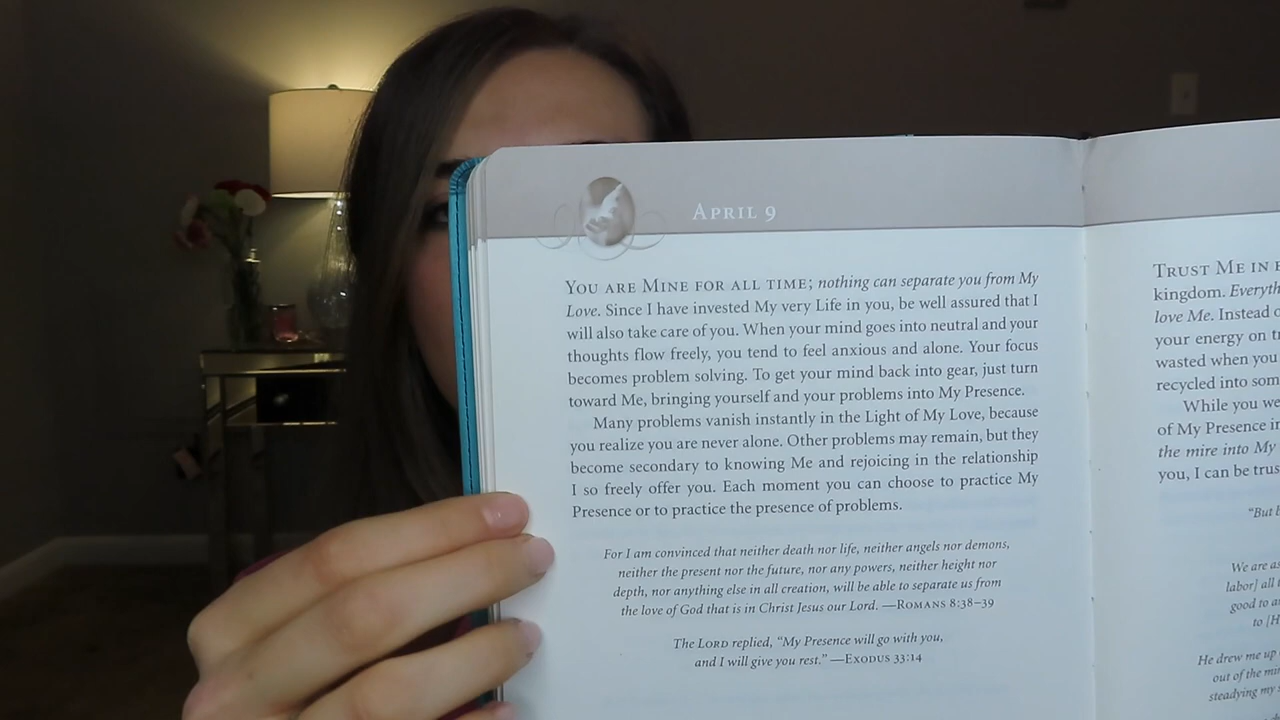 APRIL 9
YOU ARE MINE FOR ALL TIME; nothing can separate you from My
Love. Since I have invested My very Life in you, be well assured that I
will also take care of you. When your mind goes into neutral and your
thoughts flow freely, you tend to feel anxious and alone. Your focus
becomes problem solving. To get your mind back into gear, just turn
toward Me, bringing yourself and your problems into My Presence.
Many problems vanish instantly in the Light of My Love, because
you realize you are never alone. Other problems may remain, but they
become secondary to knowing Me and rejoicing in the relationship
I so freely offer you. Each moment you can choose to practice My
Presence or to practice the presence of problems.
For I am convinced that neither death nor life, neither angels nor demons,
neither the present nor the future, nor any powers, neither height nor
depth, nor anything else in all creation, will be able to separate us from
the love of God that is in Christ Jesus our Lord. —ROMANS 8:38–39
The LORD replied, “My Presence will go with you,
and I will give you rest.” —EXODUS 33:14
TRUST ME IN
kingdom.
love Me. Instead
your energy on
wasted when you
recycled into
While you
of My Presence
the mire into My
you, I can be
“But
We are
labor] all
good to
to
He drew me up
out of the
steadying my